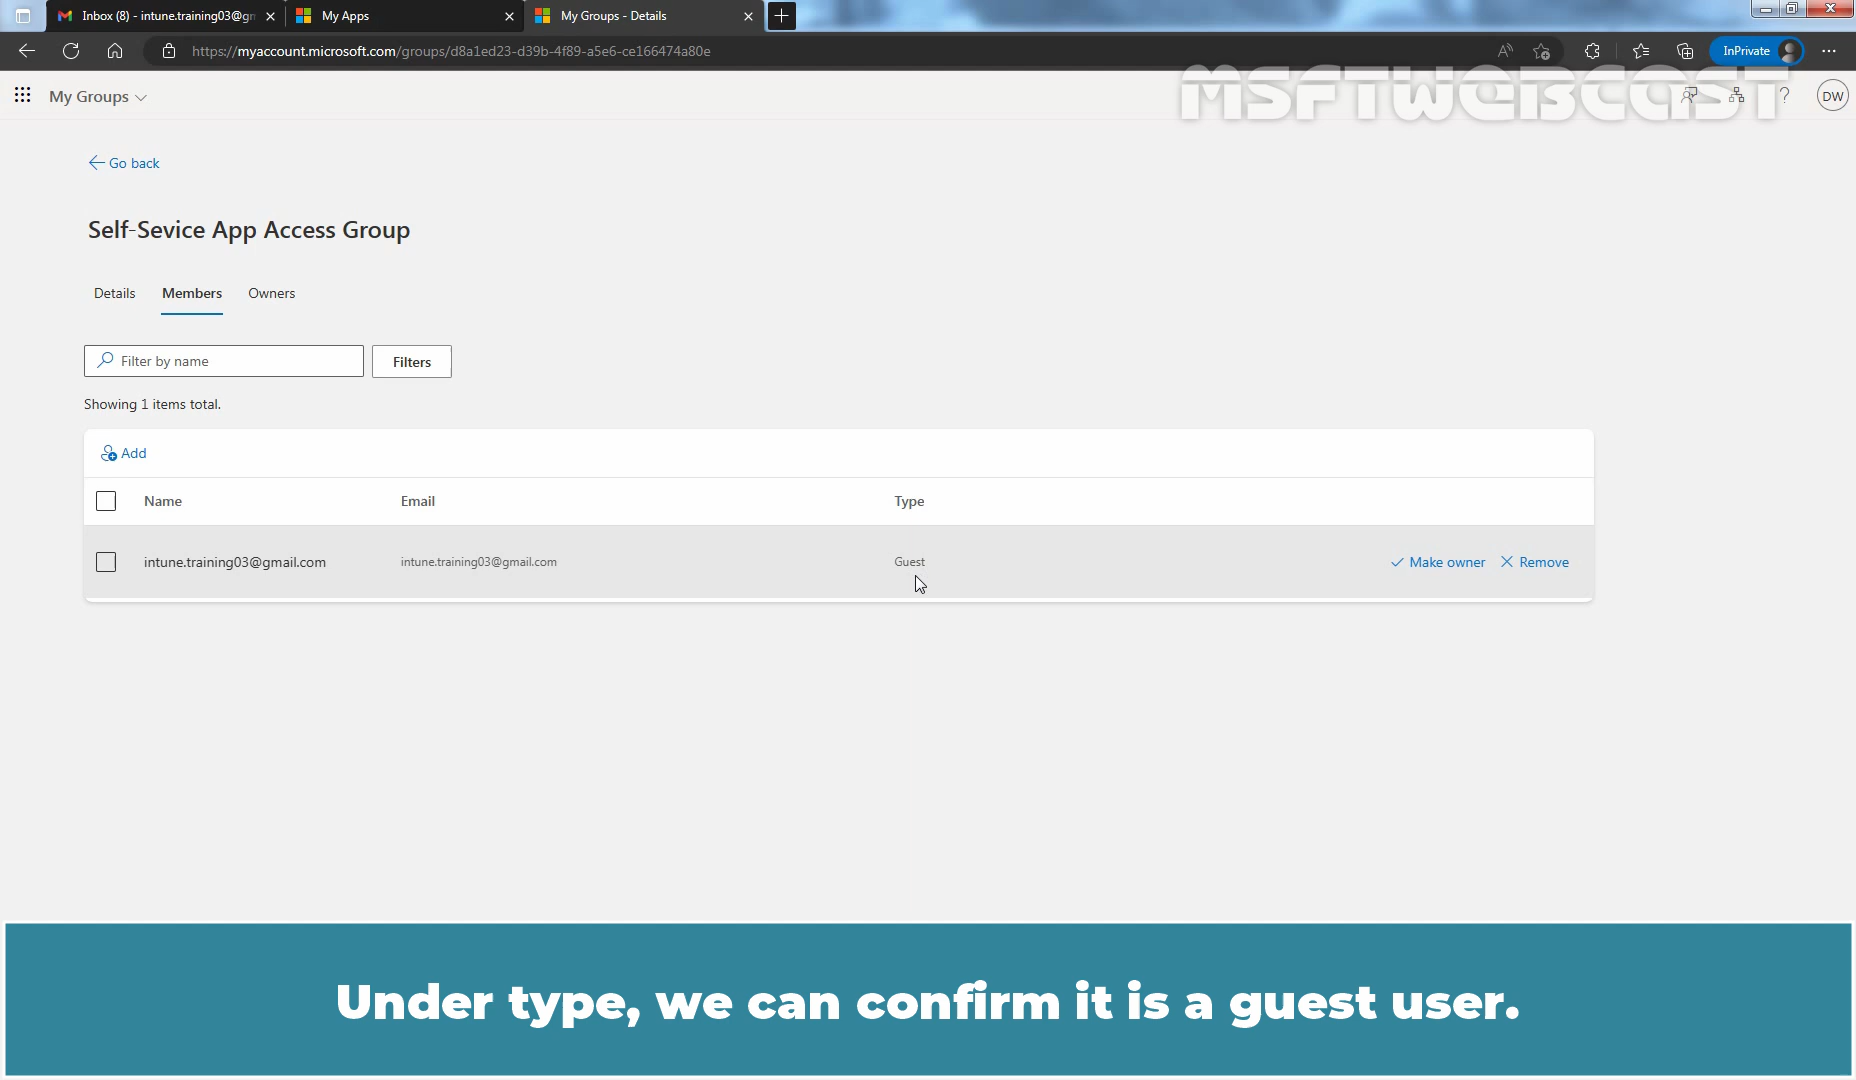 Inbox (8) - intune.training03@gm
My Apps
My Groups - Details
https://myaccount.microsoft.com/groups/d8a1ed23-d39b-4f89-a5e6-ce166474a80e
InPrivate
MSFTWEBCAST
My Groups
DW
Go back
Self-Sevice App Access Group
Details
Members
Owners
Filter by name
Filters
Showing 1 items total.
Add
Name
Email
Type
intune.training03@gmail.com
intune.training03@gmail.com
Guest
Make owner
Remove
Under type, we can confirm it is a guest user.